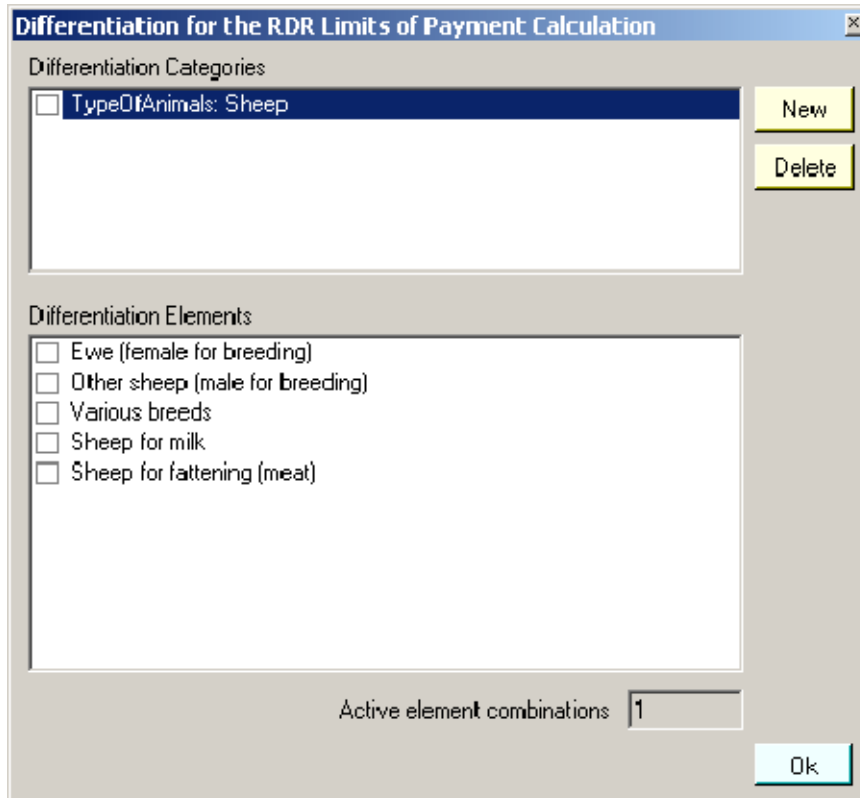 Differentiation for the RDR Limits of Payment Calculation
Differentiation Categories
TypeOfAnimals: Sheep
New
Delete
Differentiation Elements
Ewe (female for breeding)
Other sheep (male for breeding)
Various breeds
Sheep for milk
Sheep for fattening (meat)
Active element combinations 1
Ok